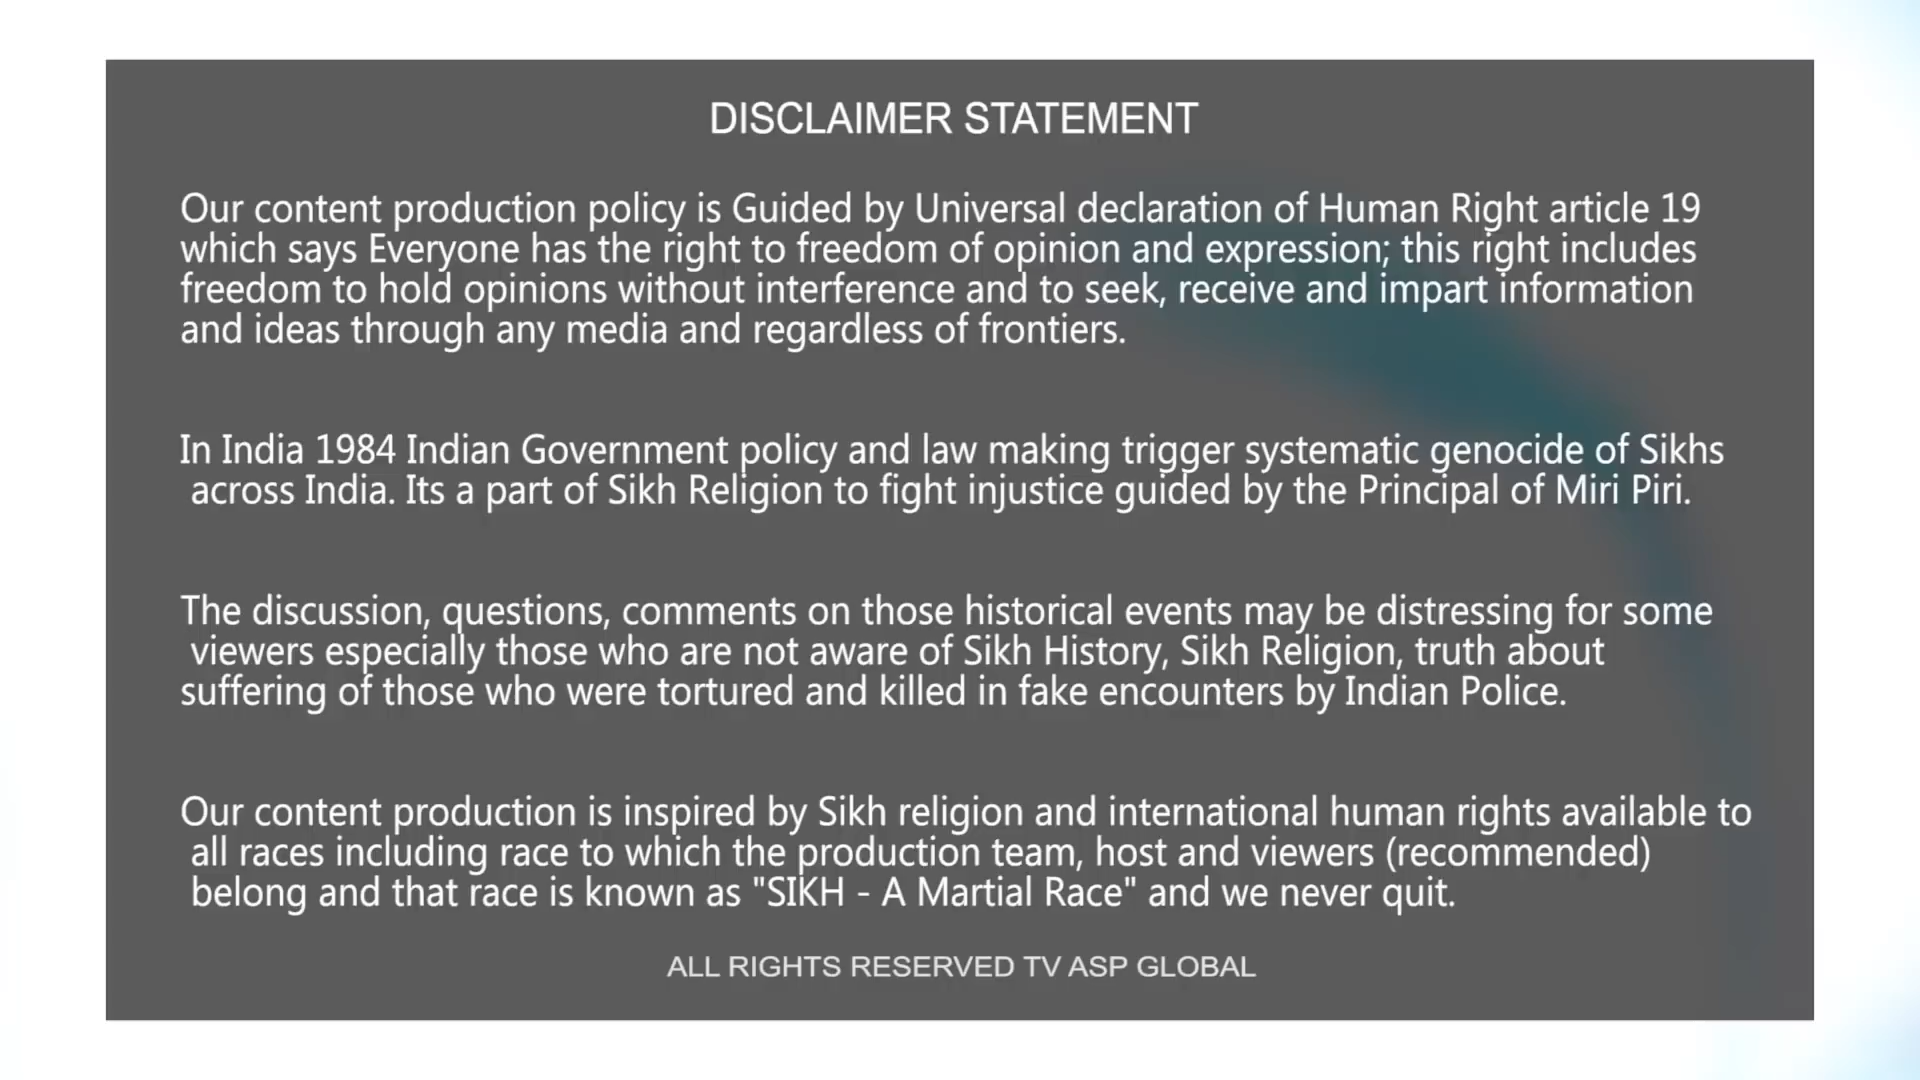 DISCLAIMER STATEMENT
Our content production policy is Guided by Universal declaration of Human Right article 19
which says Everyone has the right to freedom of opinion and expression; this right includes
freedom to hold opinions without interference and to seek, receive and impart information
and ideas through any media and regardless of frontiers.
In India 1984 Indian Government policy and law making trigger systematic genocide of Sikhs
across India. Its a part of Sikh Religion to fight injustice guided by the Principal of Miri Piri.
The discussion, questions, comments on those historical events may be distressing for some
viewers especially those who are not aware of Sikh History, Sikh Religion, truth about
suffering of those who were tortured and killed in fake encounters by Indian Police.
Our content production is inspired by Sikh religion and international human rights available to
all races including race to which the production team, host and viewers (recommended)
belong and that race is known as "SIKH - A Martial Race" and we never quit.
ALL RIGHTS RESERVED TV ASP GLOBAL